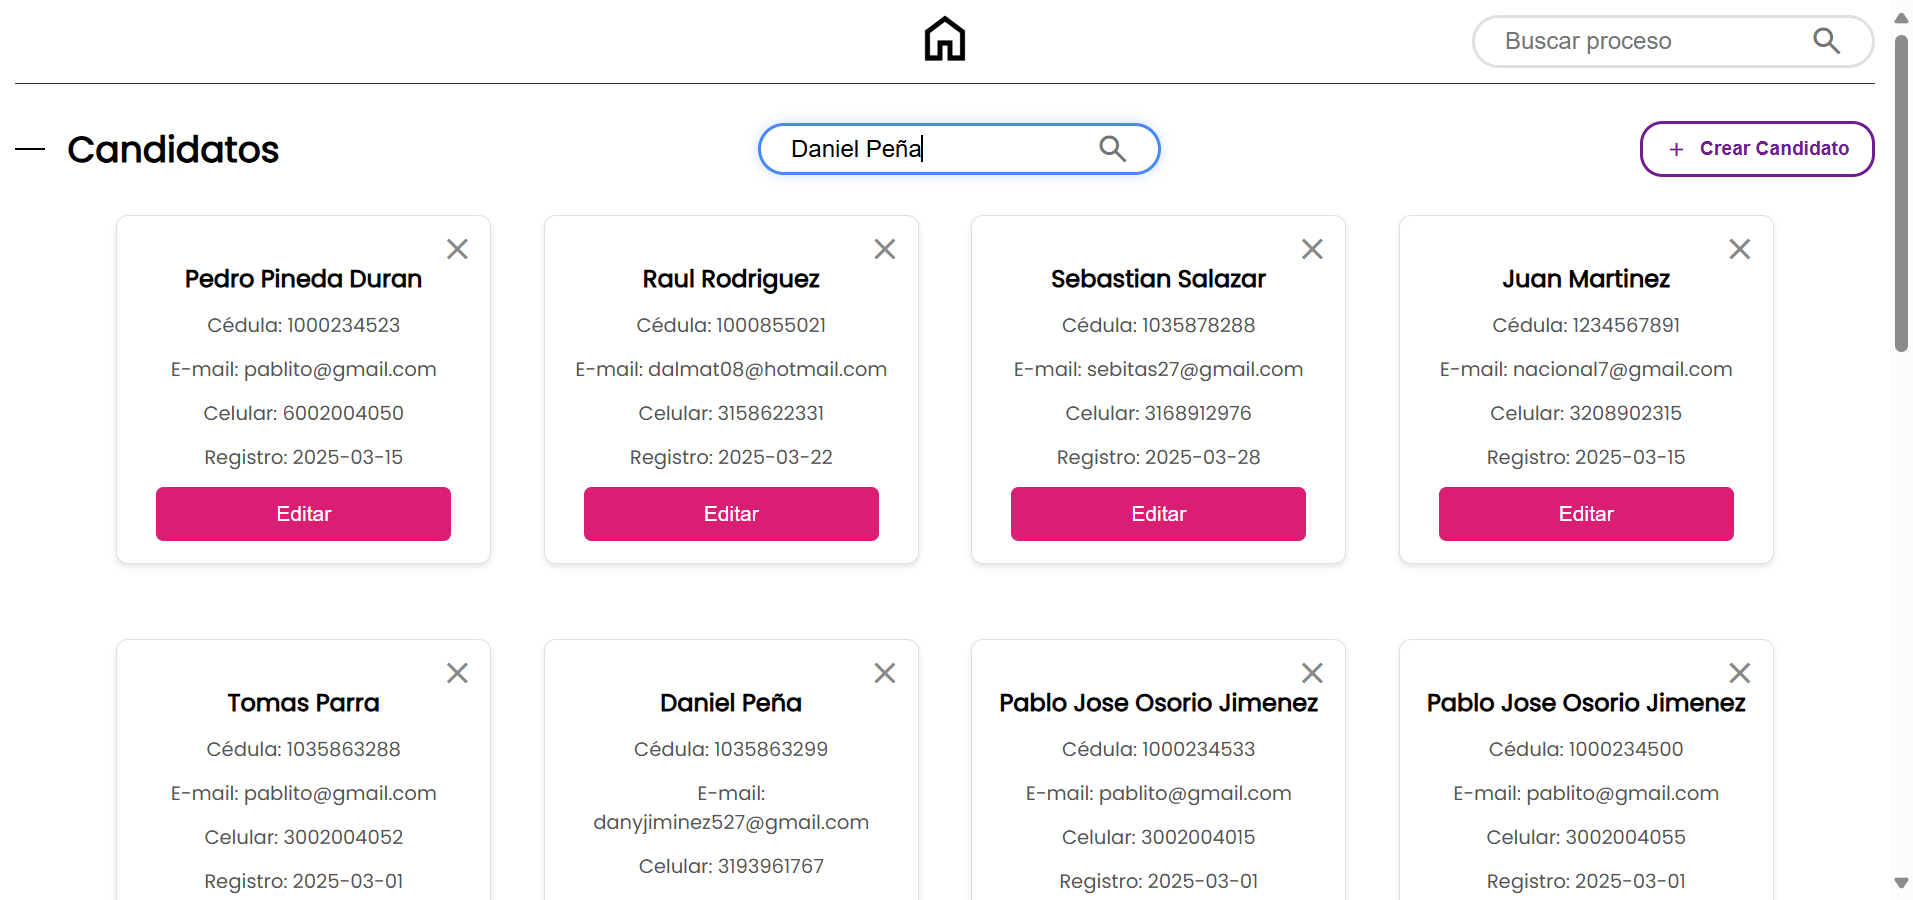 Buscar proceso
Candidatos
Daniel Peña
+ Crear Candidato
Pedro Pineda Duran
Cédula: 1000234523
E-mail: pablito@gmail.com
Celular: 6002004050
Registro: 2025-03-15
Editar
Raul Rodriguez
Cédula: 1000855021
E-mail: dalmat08@hotmail.com
Celular: 3158622331
Registro: 2025-03-22
Editar
Sebastian Salazar
Cédula: 1035878288
E-mail: sebitas27@gmail.com
Celular: 3168912976
Registro: 2025-03-28
Editar
Juan Martinez
Cédula: 1234567891
E-mail: nacional7@gmail.com
Celular: 3208902315
Registro: 2025-03-15
Editar
Tomas Parra
Cédula: 1035863288
E-mail: pablito@gmail.com
Celular: 3002004052
Registro: 2025-03-01
Daniel Peña
Cédula: 1035863299
E-mail:
danyjiminez527@gmail.com
Celular: 3193961767
Pablo Jose Osorio Jimenez
Cédula: 1000234533
E-mail: pablito@gmail.com
Celular: 3002004015
Registro: 2025-03-01
Pablo Jose Osorio Jimenez
Cédula: 1000234500
E-mail: pablito@gmail.com
Celular: 3002004055
Registro: 2025-03-01